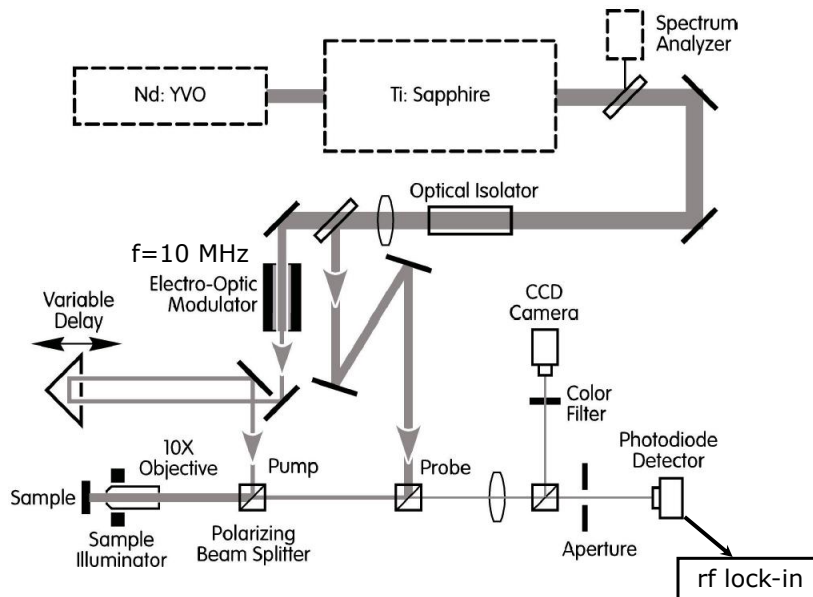 Spectrum
Analyzer
Nd: YVO
Ti: Sapphire
Optical Isolator
f=10 MHz
Electro-Optic
Modulator
Variable
Delay
CCD
Camera
Color
Filter
10X
Objective
Pump
Probe
Photodiode
Detector
Sample
Sample
Illuminator
Polarizing
Beam Splitter
Aperture
rf lock-in